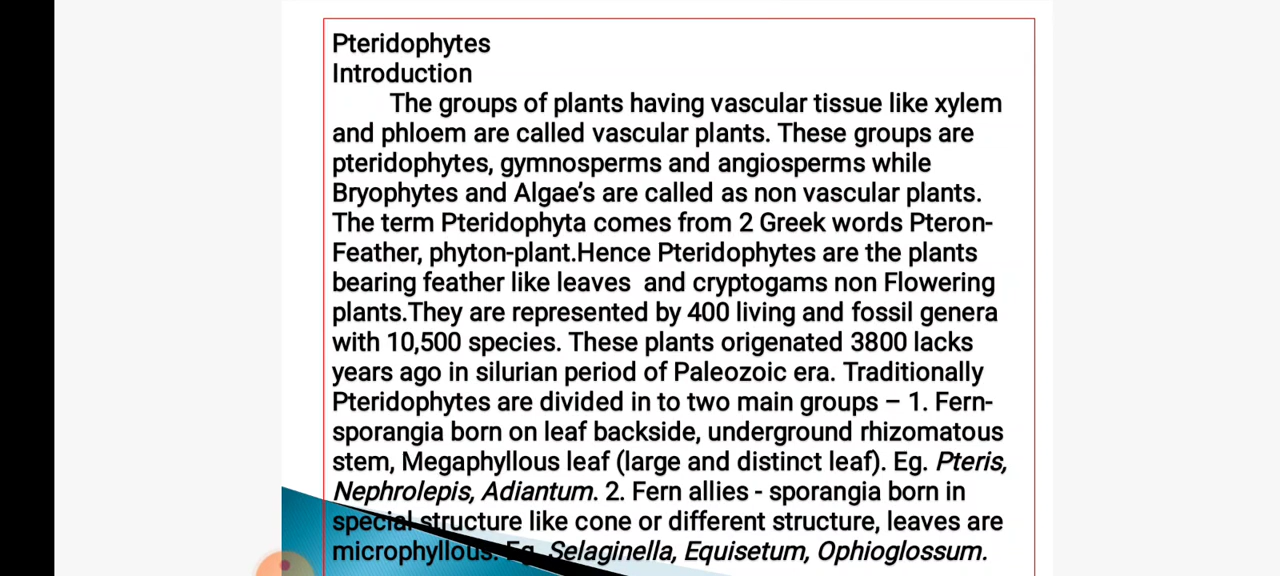 Pteridophytes
Introduction
The groups of plants having vascular tissue like xylem
and phloem are called vascular plants. These groups are
pteridophytes, gymnosperms and angiosperms while
Bryophytes and Algae’s are called as non vascular plants.
The term Pteridophyta comes from 2 Greek words Pteron-
Feather, phyton-plant.Hence Pteridophytes are the plants
bearing feather like leaves  and cryptogams non Flowering
plants.They are represented by 400 living and fossil genera
with 10,500 species. These plants origenated 3800 lacks
years ago in silurian period of Paleozoic era. Traditionally
Pteridophytes are divided in to two main groups – 1. Fern-
sporangia born on leaf backside, underground rhizomatous
stem, Megaphyllous leaf (large and distinct leaf). Eg. Pteris,
Nephrolepis, Adiantum. 2. Fern allies - sporangia born in
special structure like cone or different structure, leaves are
microphyllous. Eg. Selaginella, Equisetum, Ophioglossum.